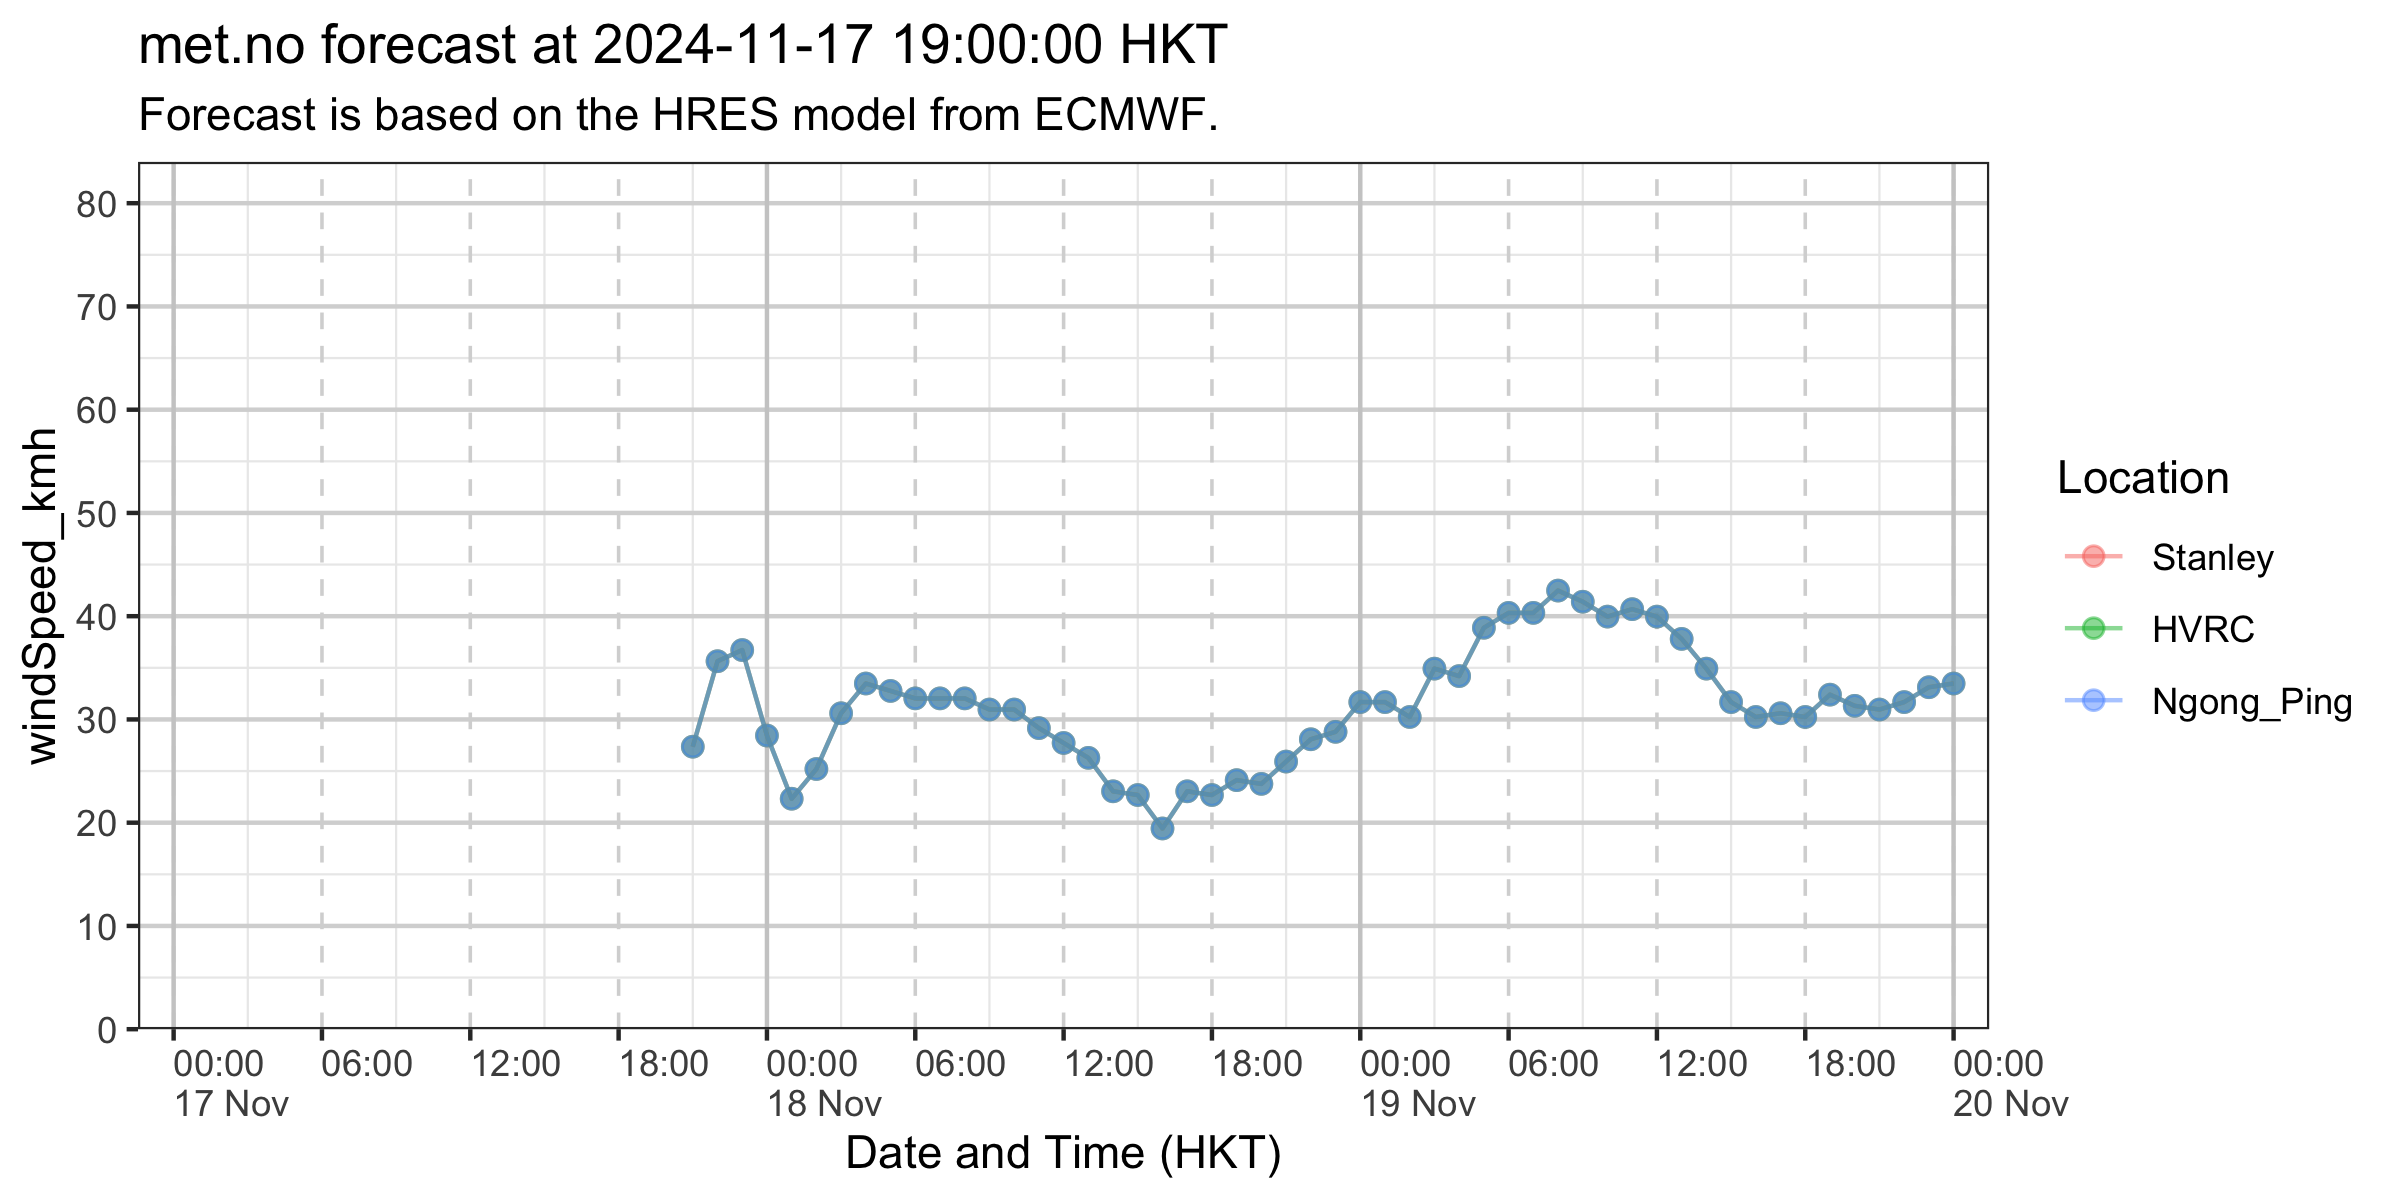 met.no forecast at 2024-11-17 19:00:00 HKT
Forecast is based on the HRES model from ECMWF.
windSpeed_kmh
80
70
60
50
40
30
20
10
0
00:00 06:00 12:00 18:00 00:00 06:00 12:00 18:00 00:00 06:00 12:00 18:00 00:00
17 Nov 18 Nov 19 Nov 20 Nov
Date and Time (HKT)
Location
Stanley
HVRC
Ngong_Ping